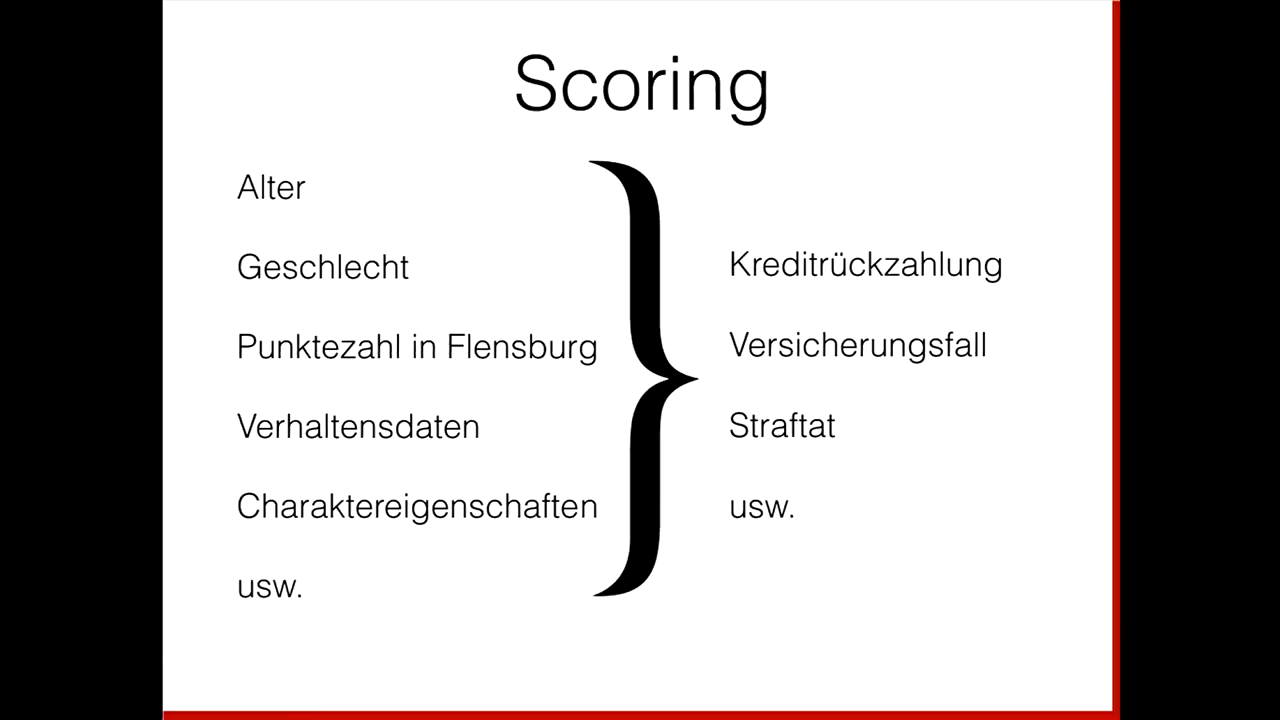 Scoring
Alter
Geschlecht
Punktezahl in Flensburg
Verhaltensdaten
Charaktereigenschaften
usw.
Kreditrückzahlung
Versicherungsfall
Straftat
usw.